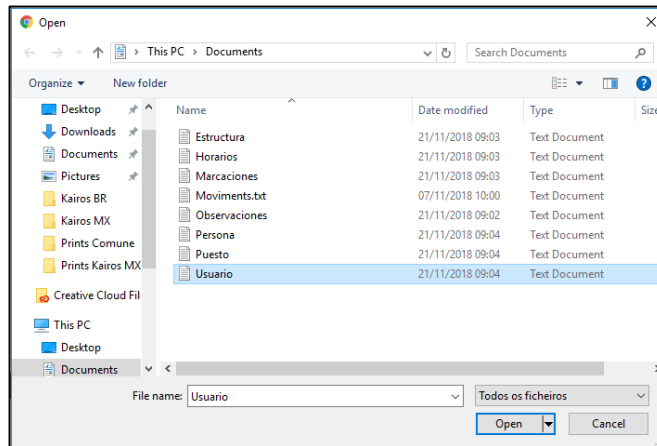 Open
This PC > Documents
Search Documents
Organize
New folder
Desktop
Downloads
Documents
Pictures
Kairos BR
Kairos MX
Prints Comune
Prints Kairos MX
Creative Cloud Fil
This PC
Desktop
Documents
Name Date modified Type Size
Estructura 21/11/2018 09:03 Text Document
Horarios 21/11/2018 09:03 Text Document
Marcaciones 21/11/2018 09:03 Text Document
Moviments.txt 07/11/2018 10:00 Text Document
Observaciones 21/11/2018 09:02 Text Document
Persona 21/11/2018 09:04 Text Document
Puesto 21/11/2018 09:04 Text Document
Usuario 21/11/2018 09:04 Text Document
File name: Usuario
Todos os ficheiros
Open
Cancel